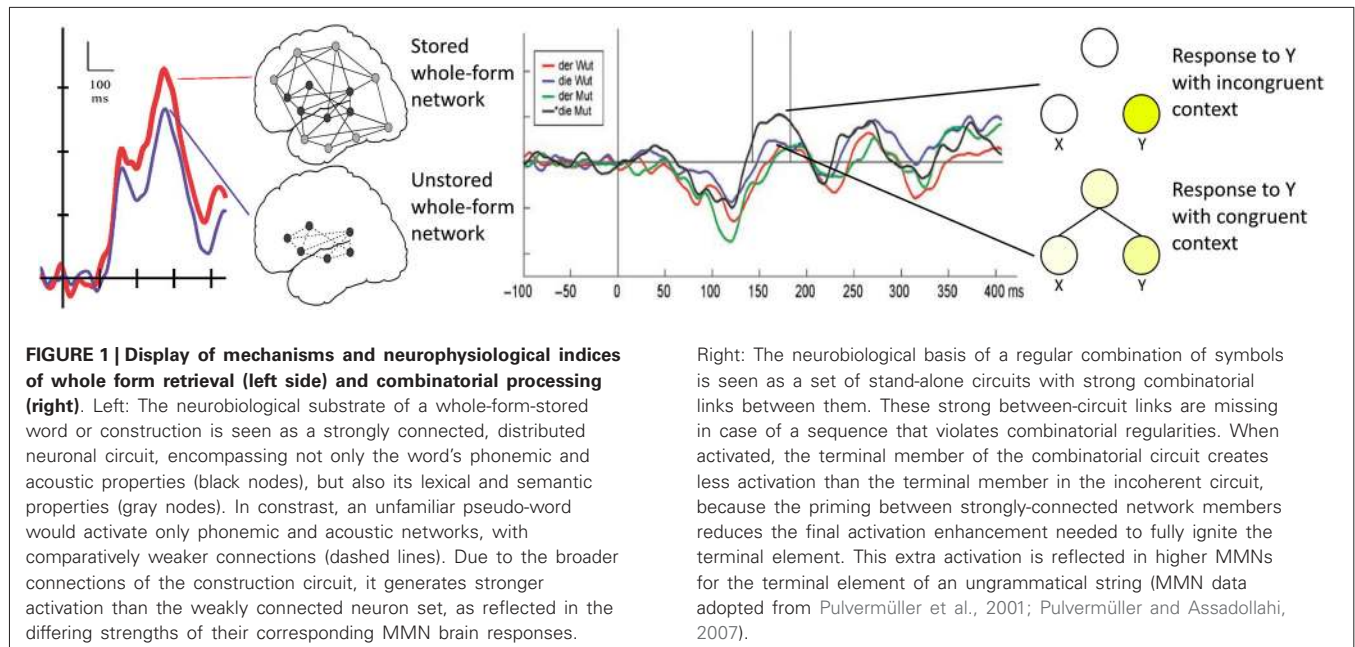 100
ms
Stored
whole-form
network
Unstored
whole-form
network
der Wut
die Wut
der Mut
*die Mut
-100 -50 0 50 100 150 200 250 300 350 400 ms
Response to Y
with incongruent
context
X Y
Response to Y
with congruent
context
X Y
FIGURE 1 | Display of mechanisms and neurophysiological indices
of whole form retrieval (left side) and combinatorial processing
(right). Left: The neurobiological substrate of a whole-form-stored
word or construction is seen as a strongly connected, distributed
neuronal circuit, encompassing not only the word's phonemic and
acoustic properties (black nodes), but also its lexical and semantic
properties (gray nodes). In constrast, an unfamiliar pseudo-word
would activate only phonemic and acoustic networks, with
comparatively weaker connections (dashed lines). Due to the broader
connections of the construction circuit, it generates stronger
activation than the weakly connected neuron set, as reflected in the
differing strengths of their corresponding MMN brain responses.
Right: The neurobiological basis of a regular combination of symbols
is seen as a set of stand-alone circuits with strong combinatorial
links between them. These strong between-circuit links are missing
in case of a sequence that violates combinatorial regularities. When
activated, the terminal member of the combinatorial circuit creates
less activation than the terminal member in the incoherent circuit,
because the priming between strongly-connected network members
reduces the final activation enhancement needed to fully ignite the
terminal element. This extra activation is reflected in higher MMNs
for the terminal element of an ungrammatical string (MMN data
adopted from Pulvermüller et al., 2001; Pulvermüller and Assadollahi,
2007).